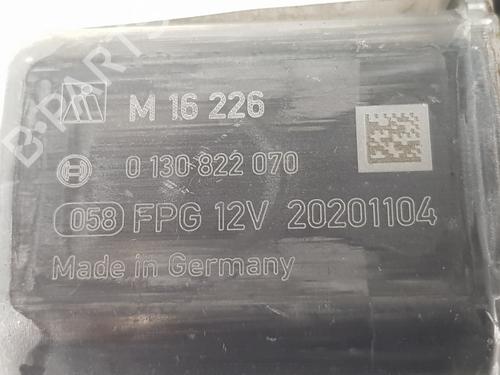 M 16 226
0 130 822 070
058 FPG 12V 20201104
Made in Germany
B-PARTS